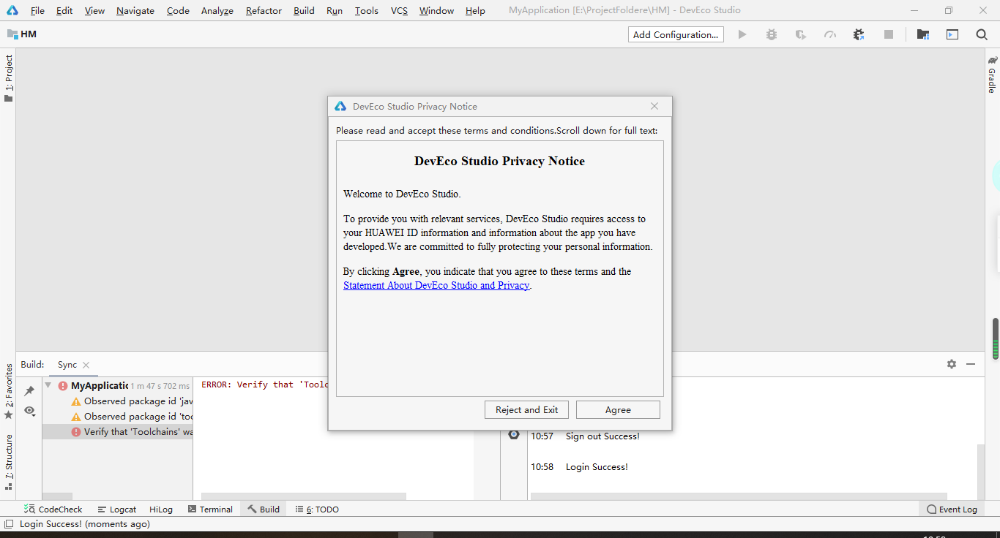 File Edit View Navigate Code Analyze Refactor Build Run Tools VCS Window Help MyApplication [E:\ProjectFoldere\HM] - DevEco Studio
HM
Add Configuration...
1: Project
Gradle
DevEco Studio Privacy Notice
Please read and accept these terms and conditions.Scroll down for full text:
DevEco Studio Privacy Notice
Welcome to DevEco Studio.
To provide you with relevant services, DevEco Studio requires access to
your HUAWEI ID information and information about the app you have
developed.We are committed to fully protecting your personal information.
By clicking Agree, you indicate that you agree to these terms and the
Statement About DevEco Studio and Privacy.
Reject and Exit Agree
2: Favorites
7: Structure
Build: Sync
MyApplicatic 1 m 47 s 702 ms
Observed package id 'jav
Observed package id 'too
Verify that 'Toolchains' wa
ERROR: Verify that 'Toolc
10:57 Sign out Success!
10:58 Login Success!
CodeCheck Logcat HiLog Terminal Build 6: TODO Event Log
Login Success! (moments ago)